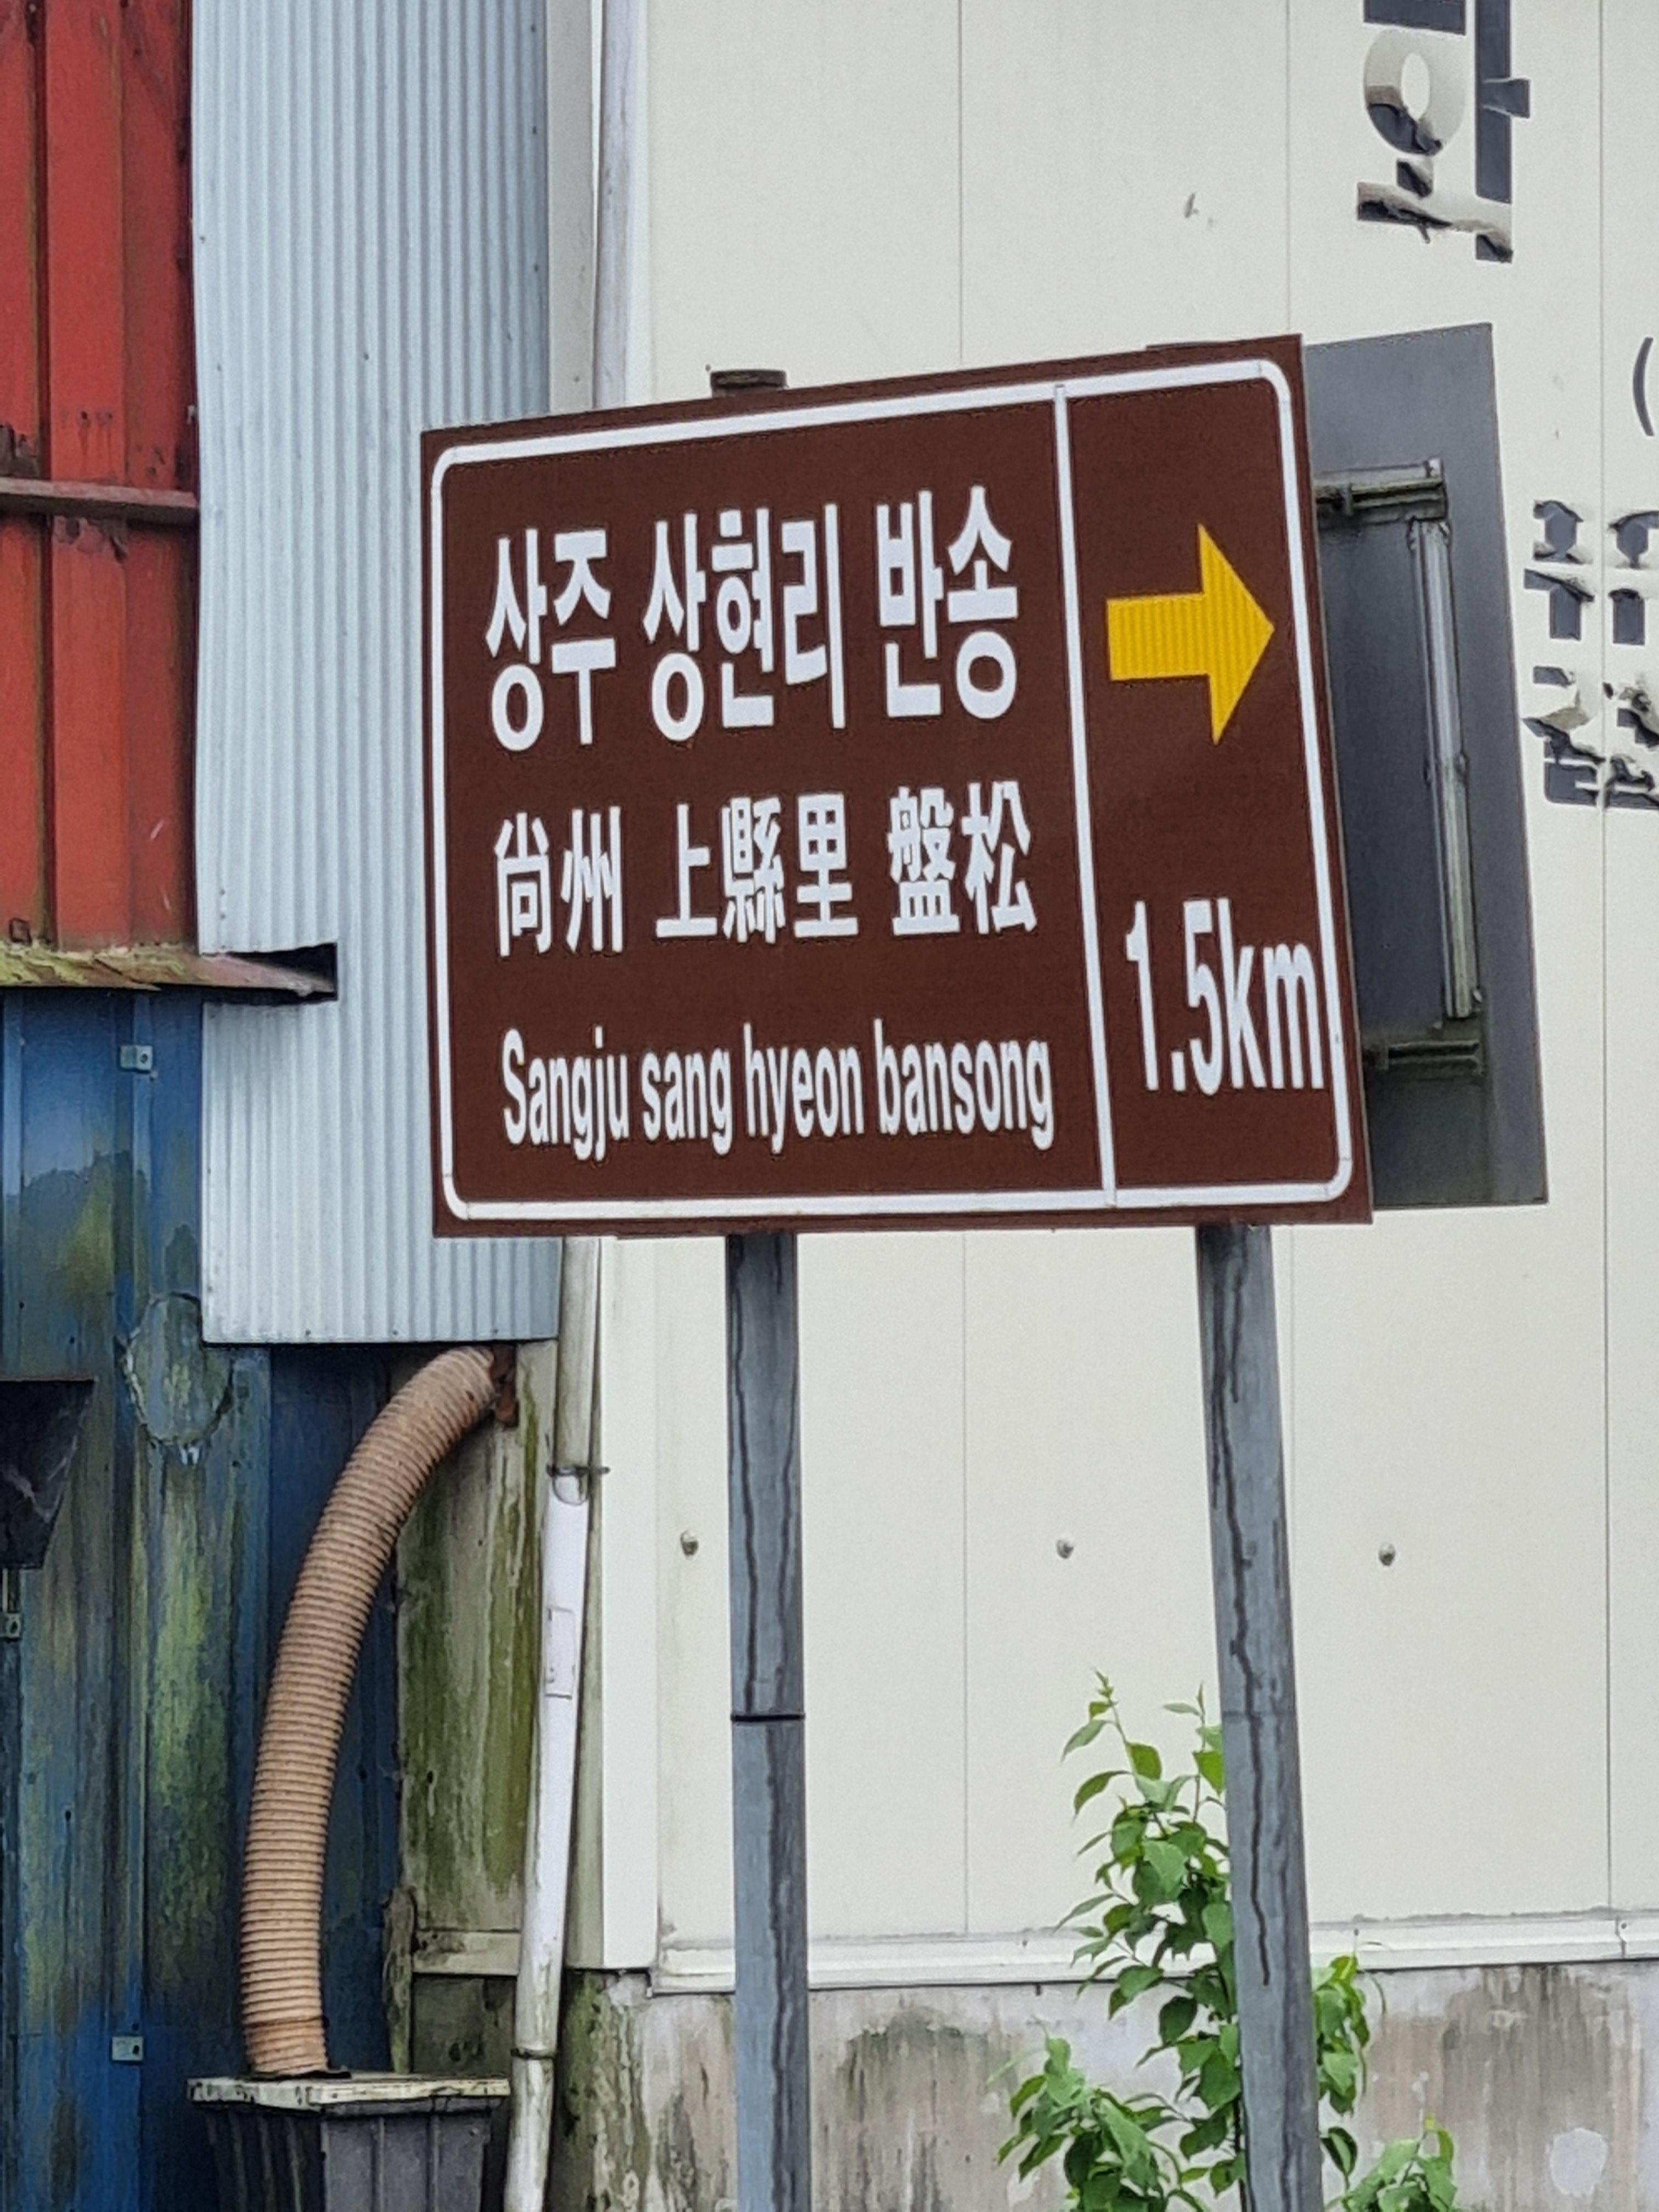 상주 상현리 반송
尙州 上縣里 盤松
Sangju sang hyeon bansong
1.5km